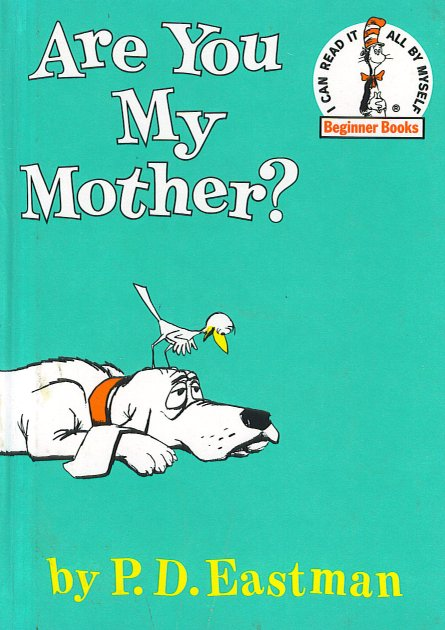 Are You
My
Mother?
I CAN READ IT ALL BY MYSELF
®
Beginner Books
by P. D. Eastman